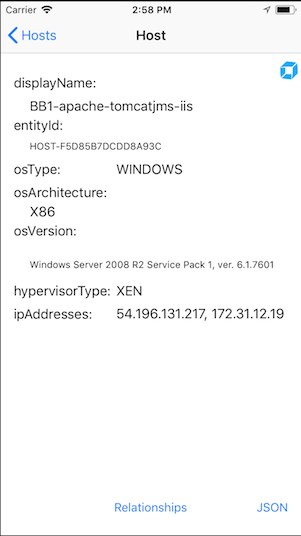 Carrier 2:58 PM
Hosts Host
displayName:
BB1-apache-tomcatjms-iis
entityId:
HOST-F5D85B7DCDD8A93C
osType: WINDOWS
osArchitecture:
X86
osVersion:
Windows Server 2008 R2 Service Pack 1, ver. 6.1.7601
hypervisorType: XEN
ipAddresses: 54.196.131.217, 172.31.12.19
Relationships JSON